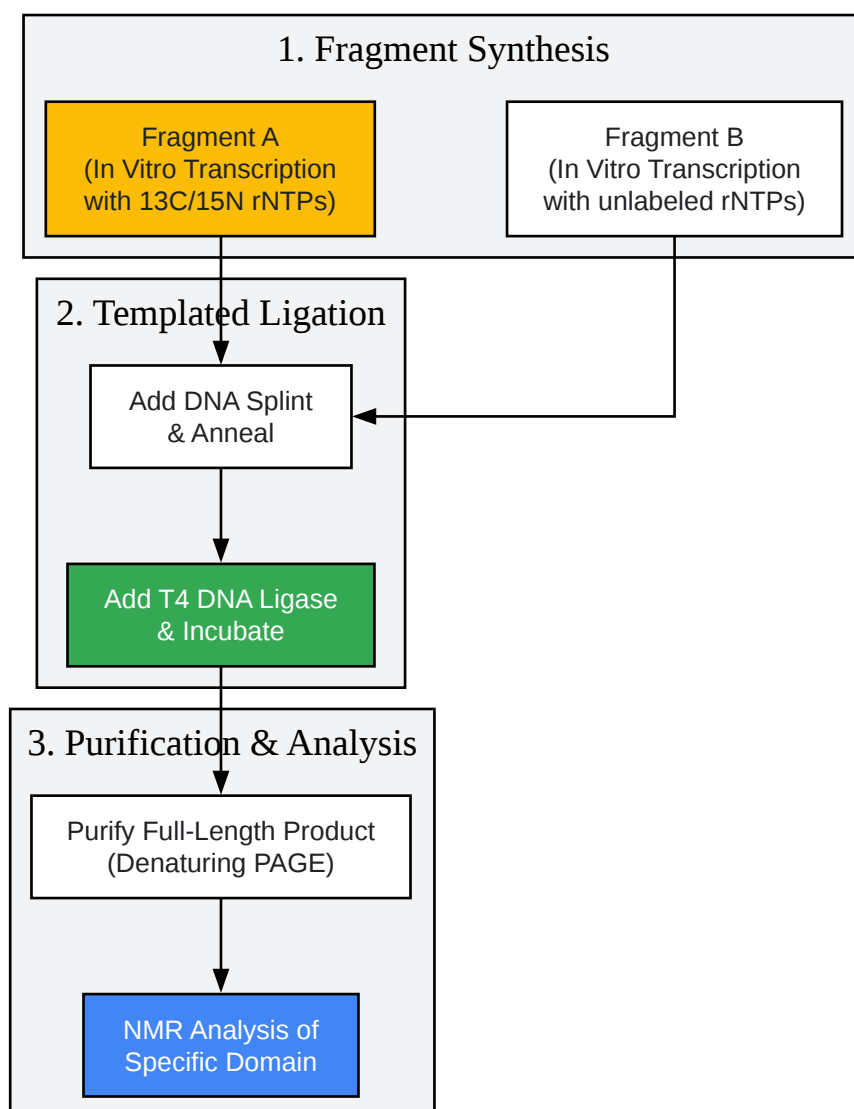 1. Fragment Synthesis
Fragment A
(In Vitro Transcription
with 13C/15N rNTPs)
Fragment B
(In Vitro Transcription
with unlabeled rNTPs)
2. Templated Ligation
Add DNA Splint
& Anneal
Add T4 DNA Ligase
& Incubate
3. Purification & Analysis
Purify Full-Length Product
(Denaturing PAGE)
NMR Analysis of
Specific Domain